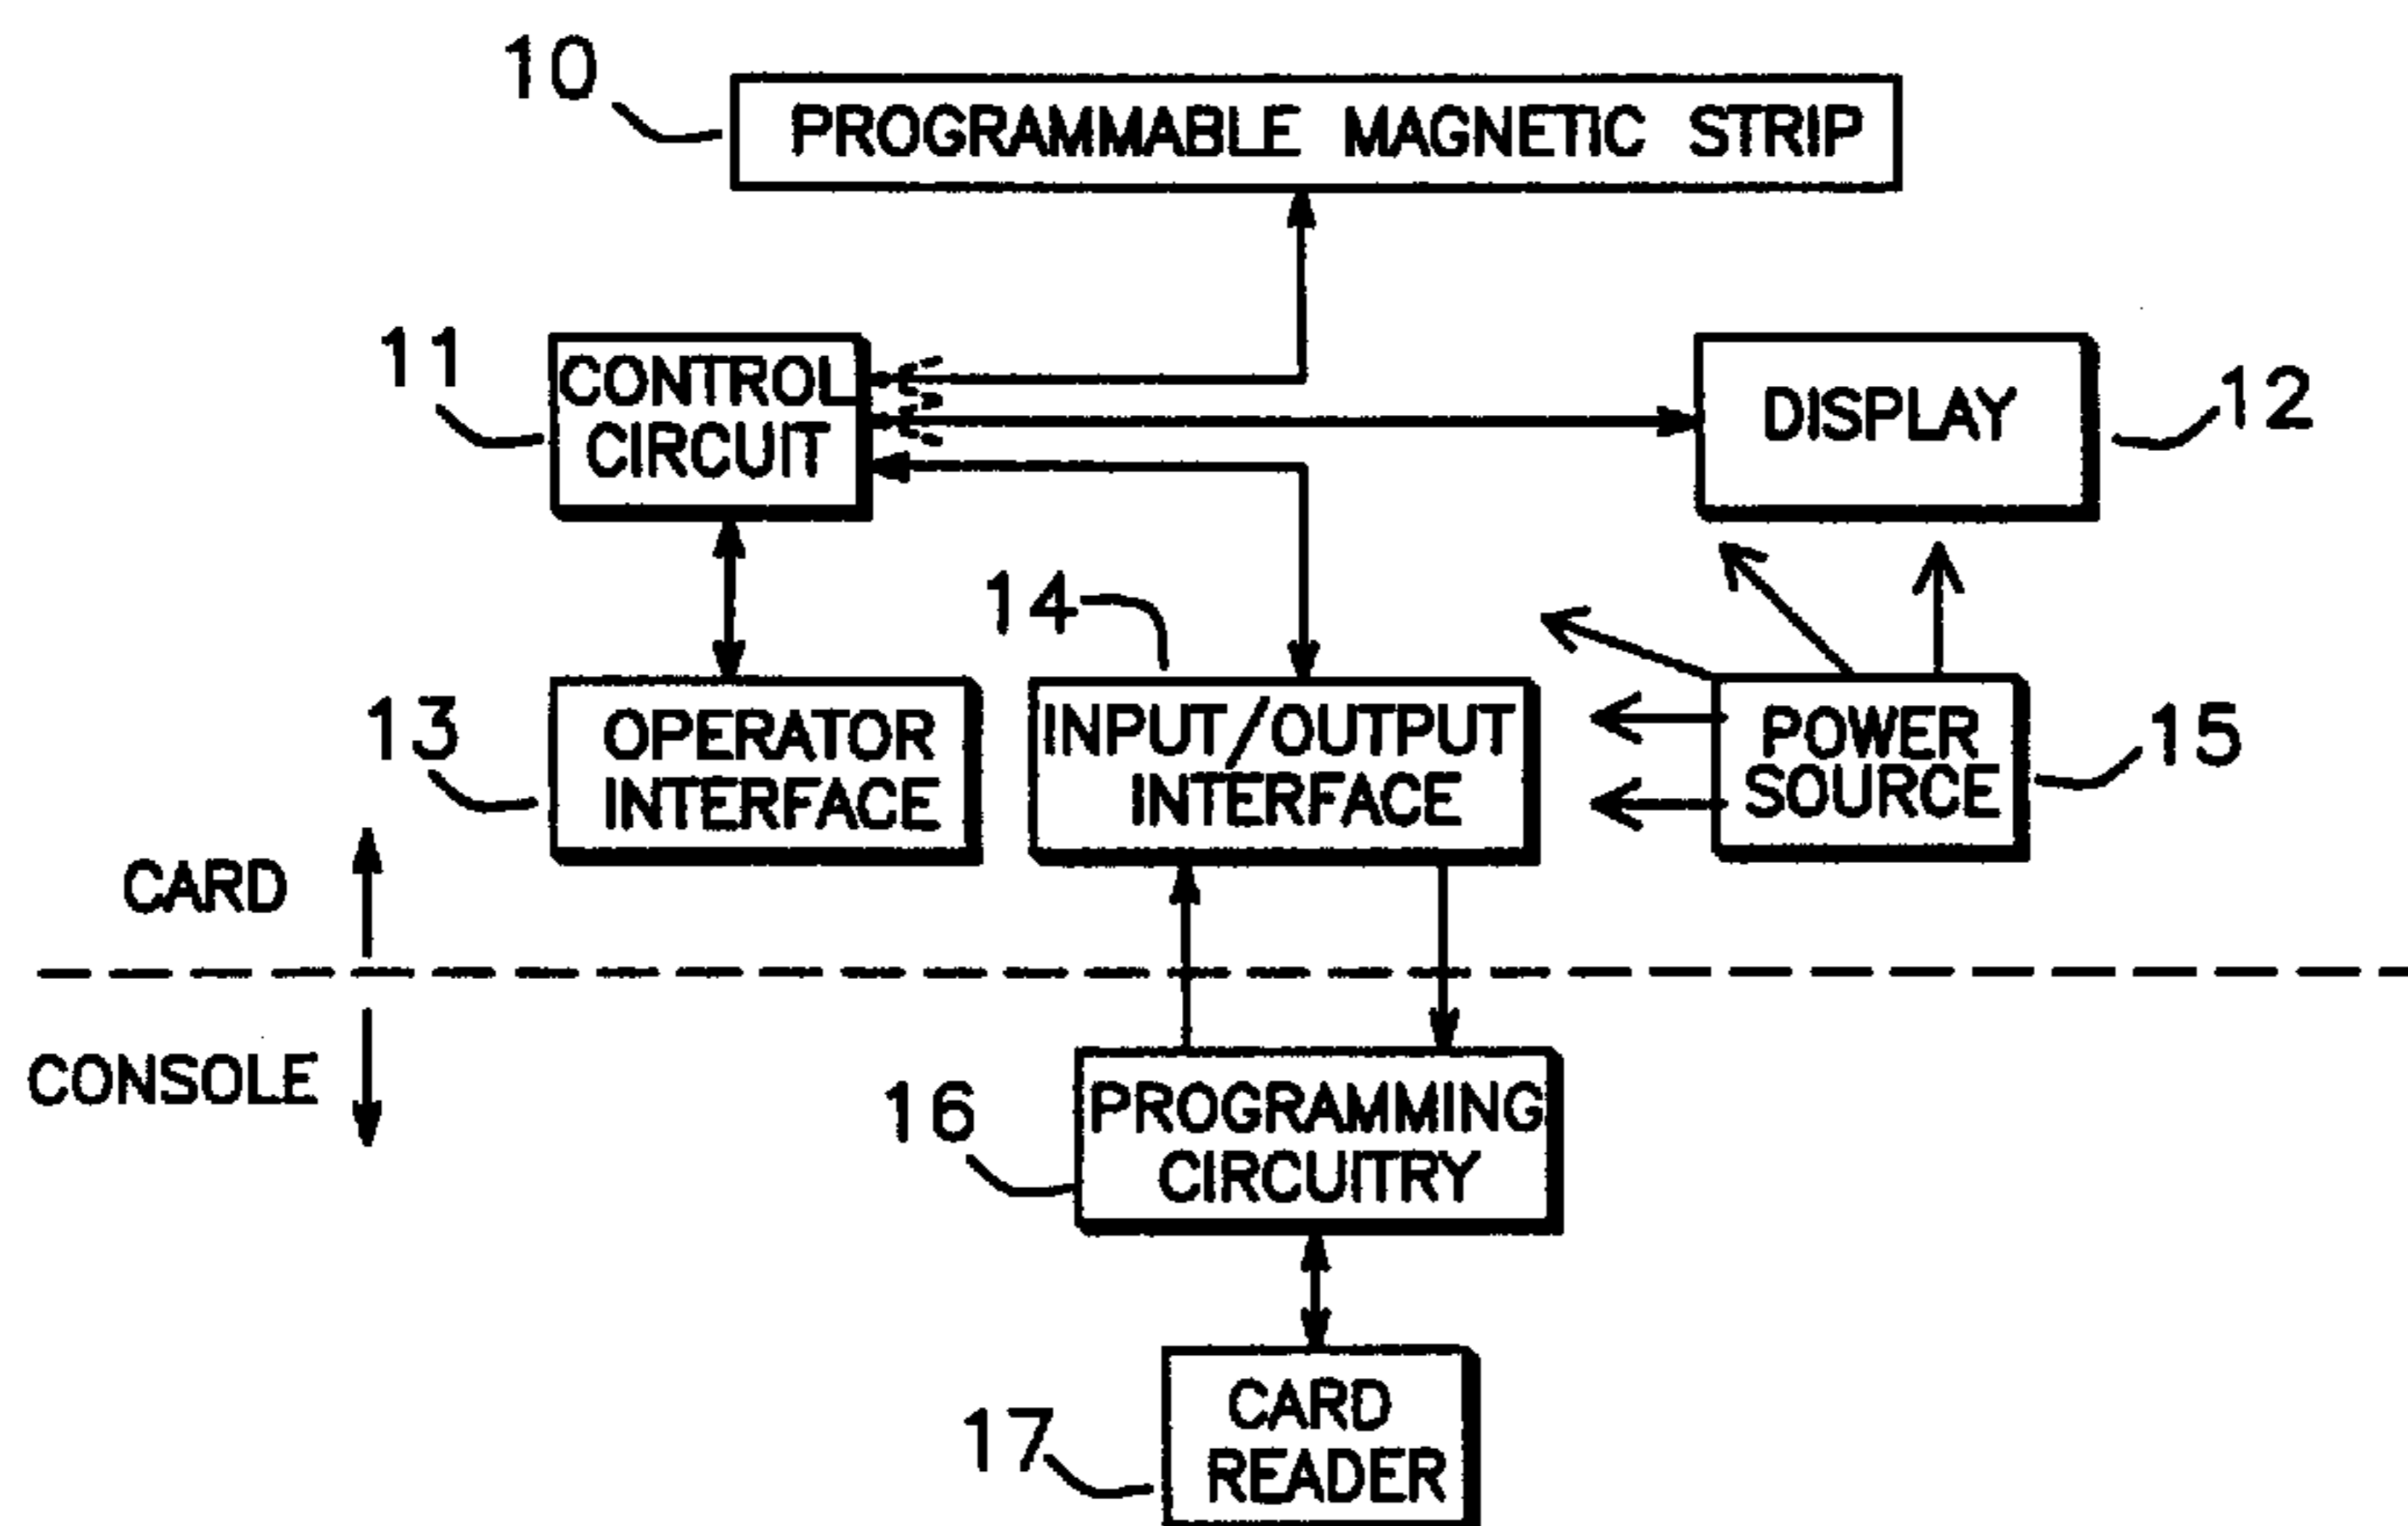 10
PROGRAMMABLE MAGNETIC STRIP
11
CONTROL
CIRCUIT
DISPLAY
12
14
13
OPERATOR
INTERFACE
INPUT/OUTPUT
INTERFACE
POWER
SOURCE
15
CARD
CONSOLE
16
PROGRAMMING
CIRCUITRY
17
CARD
READER